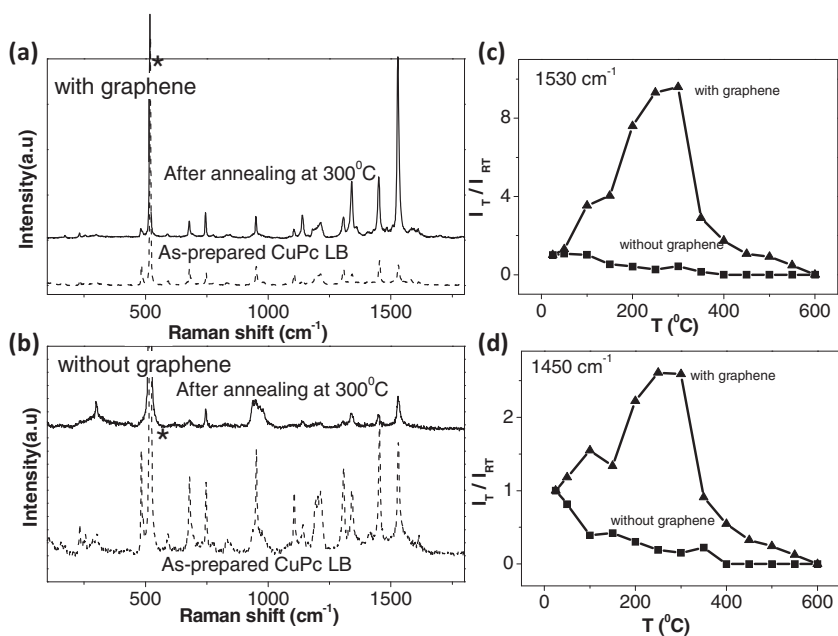 (a)
*
with graphene
After annealing at 300⁰C
As-prepared CuPc LB
Intensity(a.u)
500 1000 1500
Raman shift (cm⁻¹)
(b)
without graphene
After annealing at 300⁰C
*
As-prepared CuPc LB
Intensity(a.u)
500 1000 1500
Raman shift (cm⁻¹)
(c)
1530 cm⁻¹
with graphene
without graphene
I_T / I_RT
8
4
0
0 200 400 600
T (⁰C)
(d)
1450 cm⁻¹
with graphene
without graphene
I_T / I_RT
2
1
0
0 200 400 600
T (⁰C)